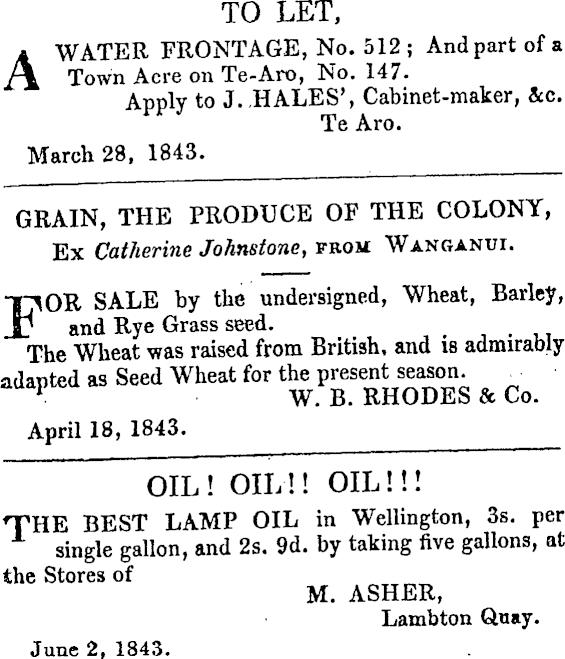 TO LET,
A WATER FRONTAGE, No. 512; And part of a
Town Acre on Te-Aro, No. 147.
Apply to J. HALES', Cabinet-maker, &c.
Te Aro.
March 28, 1843.
GRAIN, THE PRODUCE OF THE COLONY,
Ex Catherine Johnstone, from Wanganui.
FOR SALE by the undersigned, Wheat, Barley,
and Rye Grass seed.
The Wheat was raised from British, and is admirably
adapted as Seed Wheat for the present season.
W. B. RHODES & Co.
April 18, 1843.
OIL! OIL!! OIL!!!
THE BEST LAMP OIL in Wellington, 3s. per
single gallon, and 2s. 9d. by taking five gallons, at
the Stores of
M. ASHER,
Lambton Quay.
June 2, 1843.